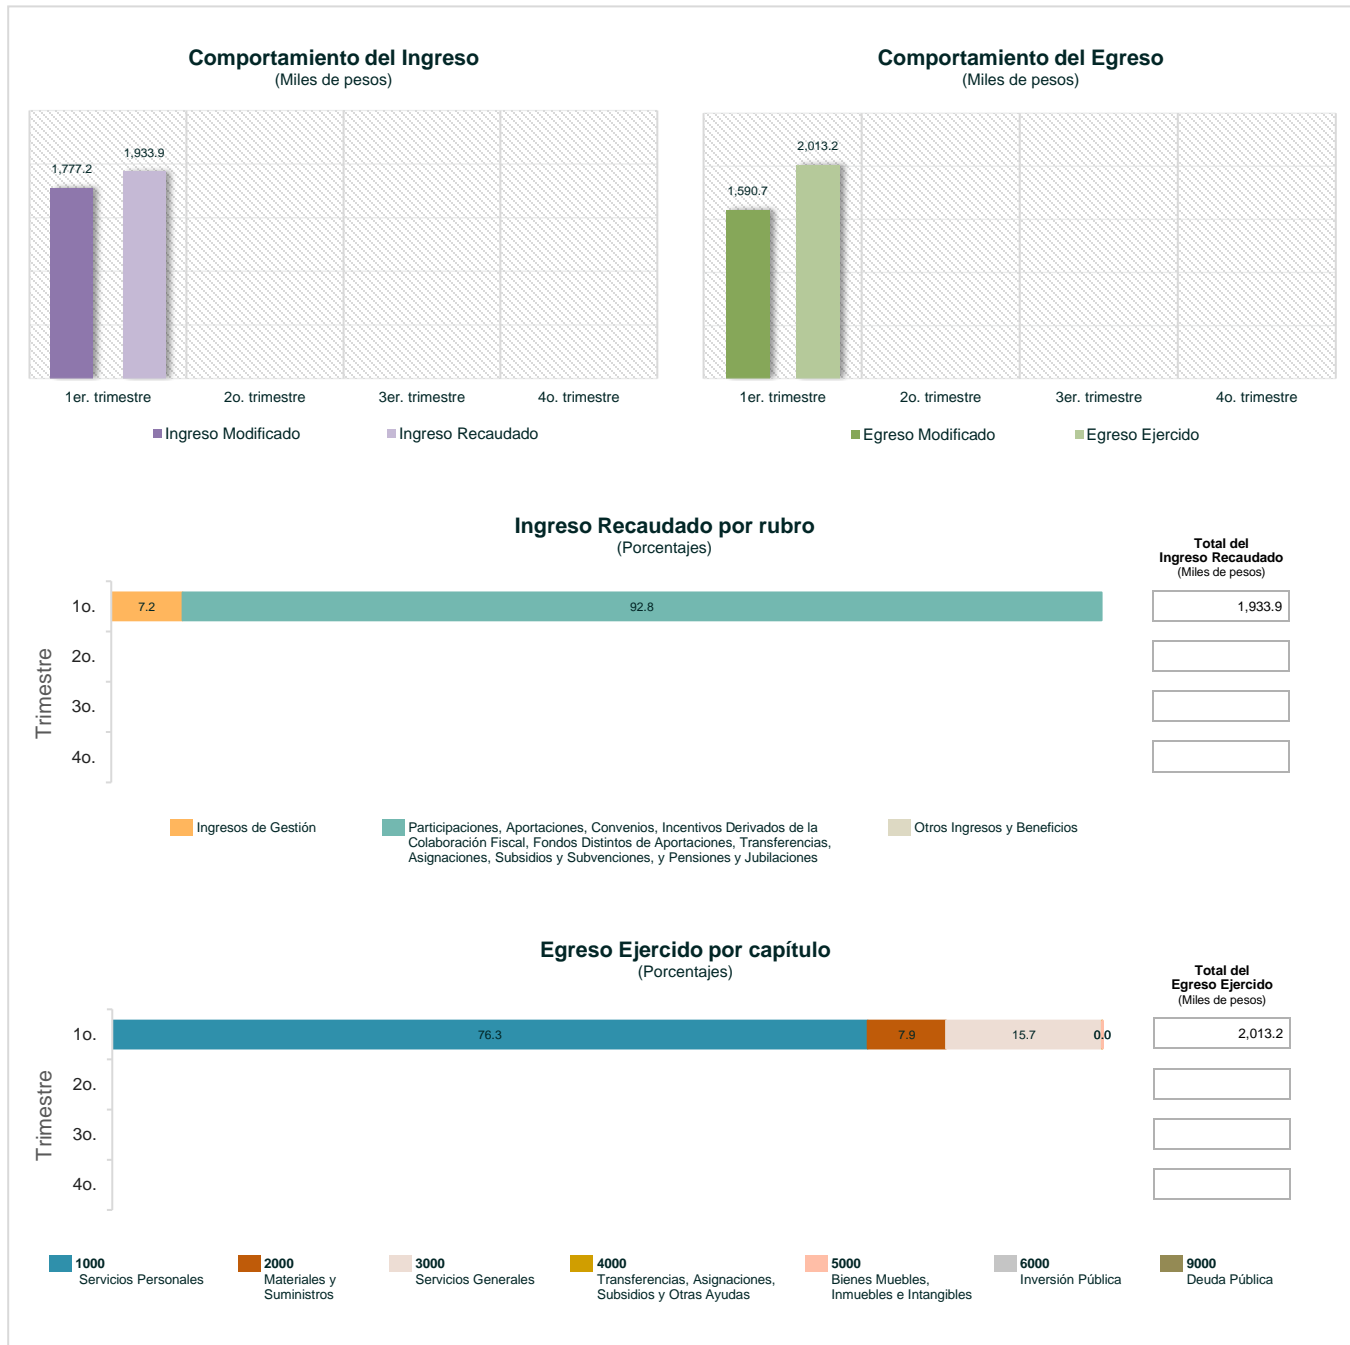 Comportamiento del Ingreso
(Miles de pesos)
1,777.2
1,933.9
1er. trimestre
2o. trimestre
3er. trimestre
4o. trimestre
Ingreso Modificado
Ingreso Recaudado
Comportamiento del Egreso
(Miles de pesos)
1,590.7
2,013.2
1er. trimestre
2o. trimestre
3er. trimestre
4o. trimestre
Egreso Modificado
Egreso Ejercido
Ingreso Recaudado por rubro
(Porcentajes)
Total del
Ingreso Recaudado
(Miles de pesos)
Trimestre
1o.
7.2
92.8
1,933.9
2o.
3o.
4o.
Ingresos de Gestión
Participaciones, Aportaciones, Convenios, Incentivos Derivados de la
Colaboración Fiscal, Fondos Distintos de Aportaciones, Transferencias,
Asignaciones, Subsidios y Subvenciones, y Pensiones y Jubilaciones
Otros Ingresos y Beneficios
Egreso Ejercido por capítulo
(Porcentajes)
Total del
Egreso Ejercido
(Miles de pesos)
Trimestre
1o.
76.3
7.9
15.7
0.0
2,013.2
2o.
3o.
4o.
1000
Servicios Personales
2000
Materiales y
Suministros
3000
Servicios Generales
4000
Transferencias, Asignaciones,
Subsidios y Otras Ayudas
5000
Bienes Muebles,
Inmuebles e Intangibles
6000
Inversión Pública
9000
Deuda Pública